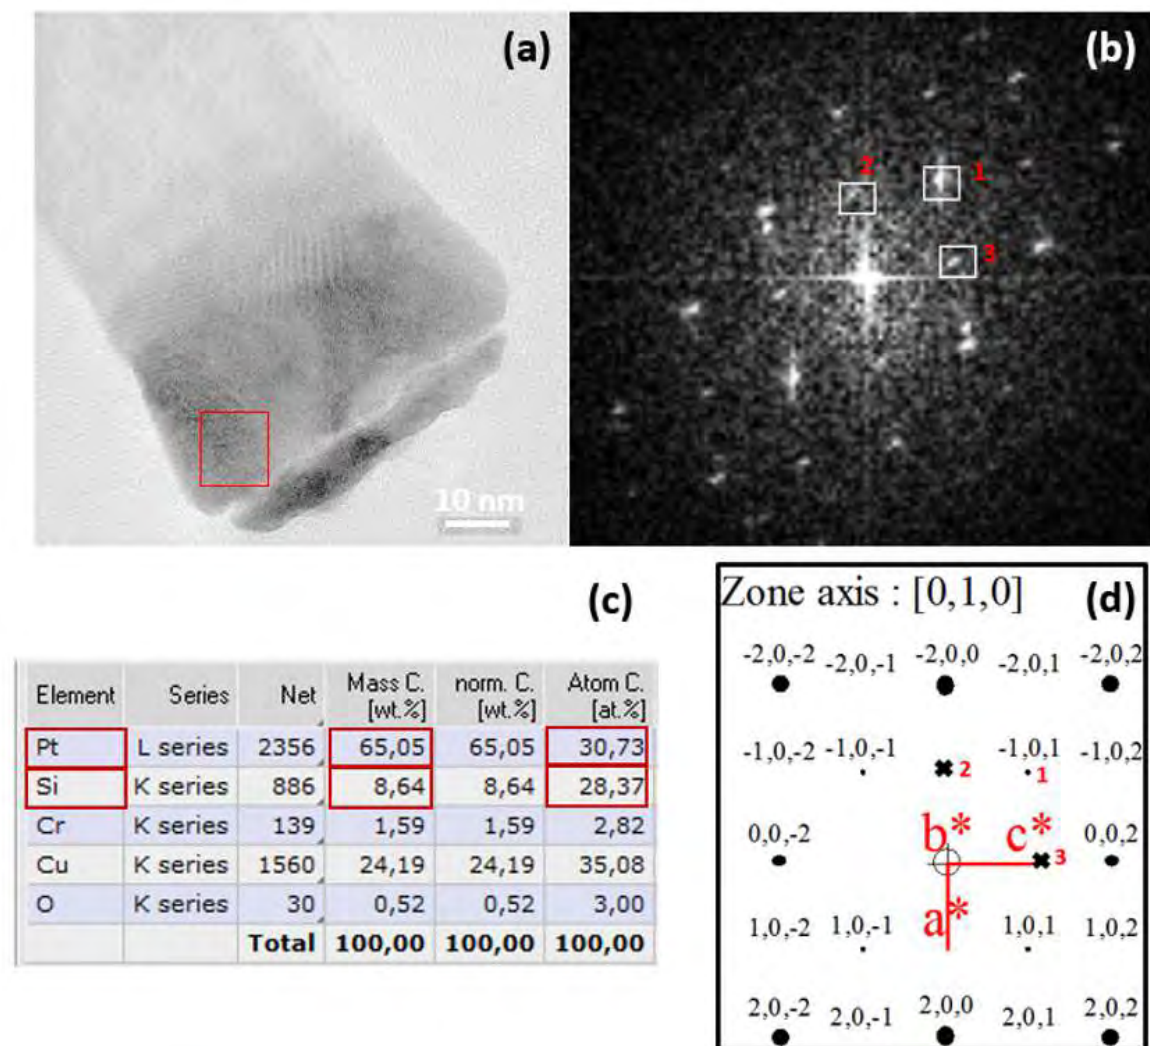 (a)
10 nm
(b)
2
1
3
(c)
Element Series Net Mass C. [wt.%] norm. C. [wt.%] Atom C. [at.%]
Pt L series 2356 65,05 65,05 30,73
Si K series 886 8,64 8,64 28,37
Cr K series 139 1,59 1,59 2,82
Cu K series 1560 24,19 24,19 35,08
O K series 30 0,52 0,52 3,00
Total 100,00 100,00 100,00
Zone axis : [0,1,0] (d)
-2,0,-2 -2,0,-1 -2,0,0 -2,0,1 -2,0,2
-1,0,-2 -1,0,-1 -1,0,1 -1,0,2
2 1
0,0,-2 b* c* 3 0,0,2
a*
1,0,-2 1,0,-1 1,0,1 1,0,2
2,0,-2 2,0,-1 2,0,0 2,0,1 2,0,2